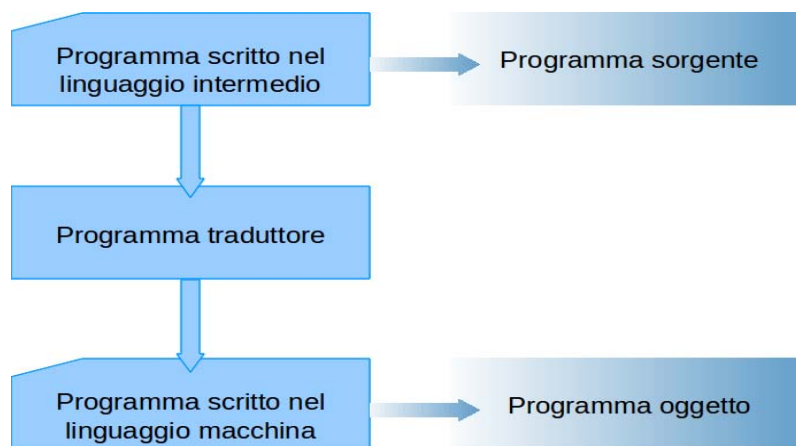 Programma scritto nel
linguaggio intermedio
Programma sorgente
Programma traduttore
Programma scritto nel
linguaggio macchina
Programma oggetto